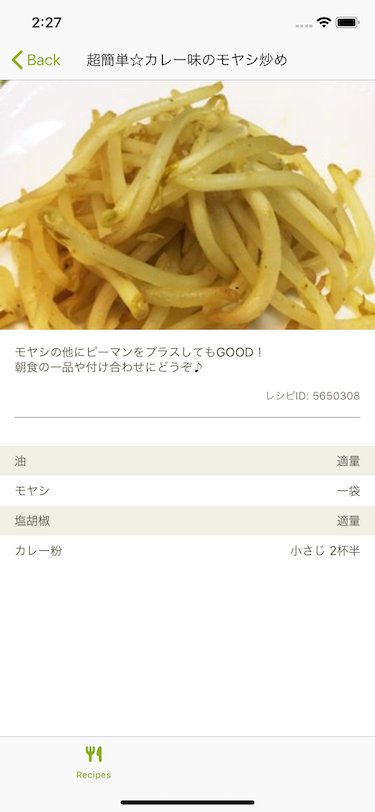 2:27
Back
超簡単☆カレー味のモヤシ炒め
モヤシの他にピーマンをプラスしてもGOOD！
朝食の一品や付け合わせにどうぞ♪
レシピID: 5650308
油 適量
モヤシ 一袋
塩胡椒 適量
カレー粉 小さじ 2杯半
Recipes